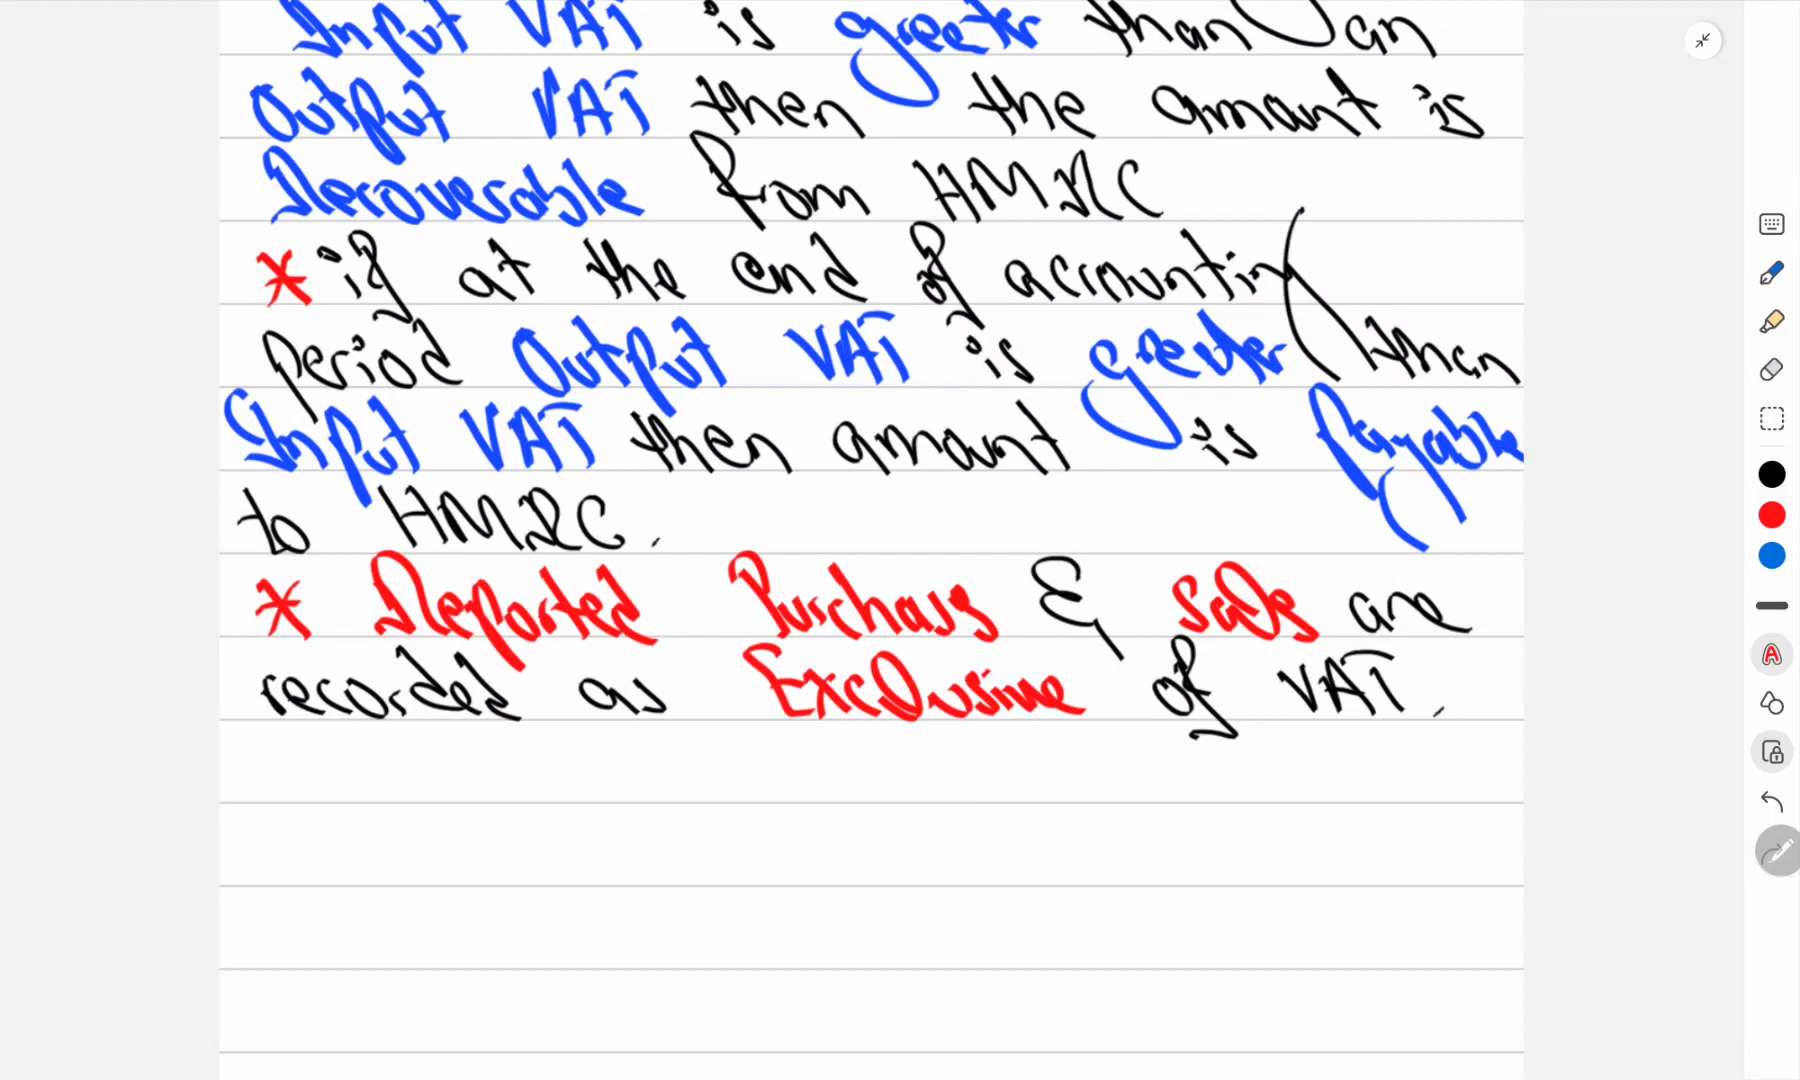 Input VAT is greater than an
Output VAT then the amount is
Recoverable from HMRC
* if at the end of accounting
period Output VAT is greater then
Input VAT then amount is Payable
to HMRC.
* Reported Purchases & Sales are
recorded as Exclusive of VAT.